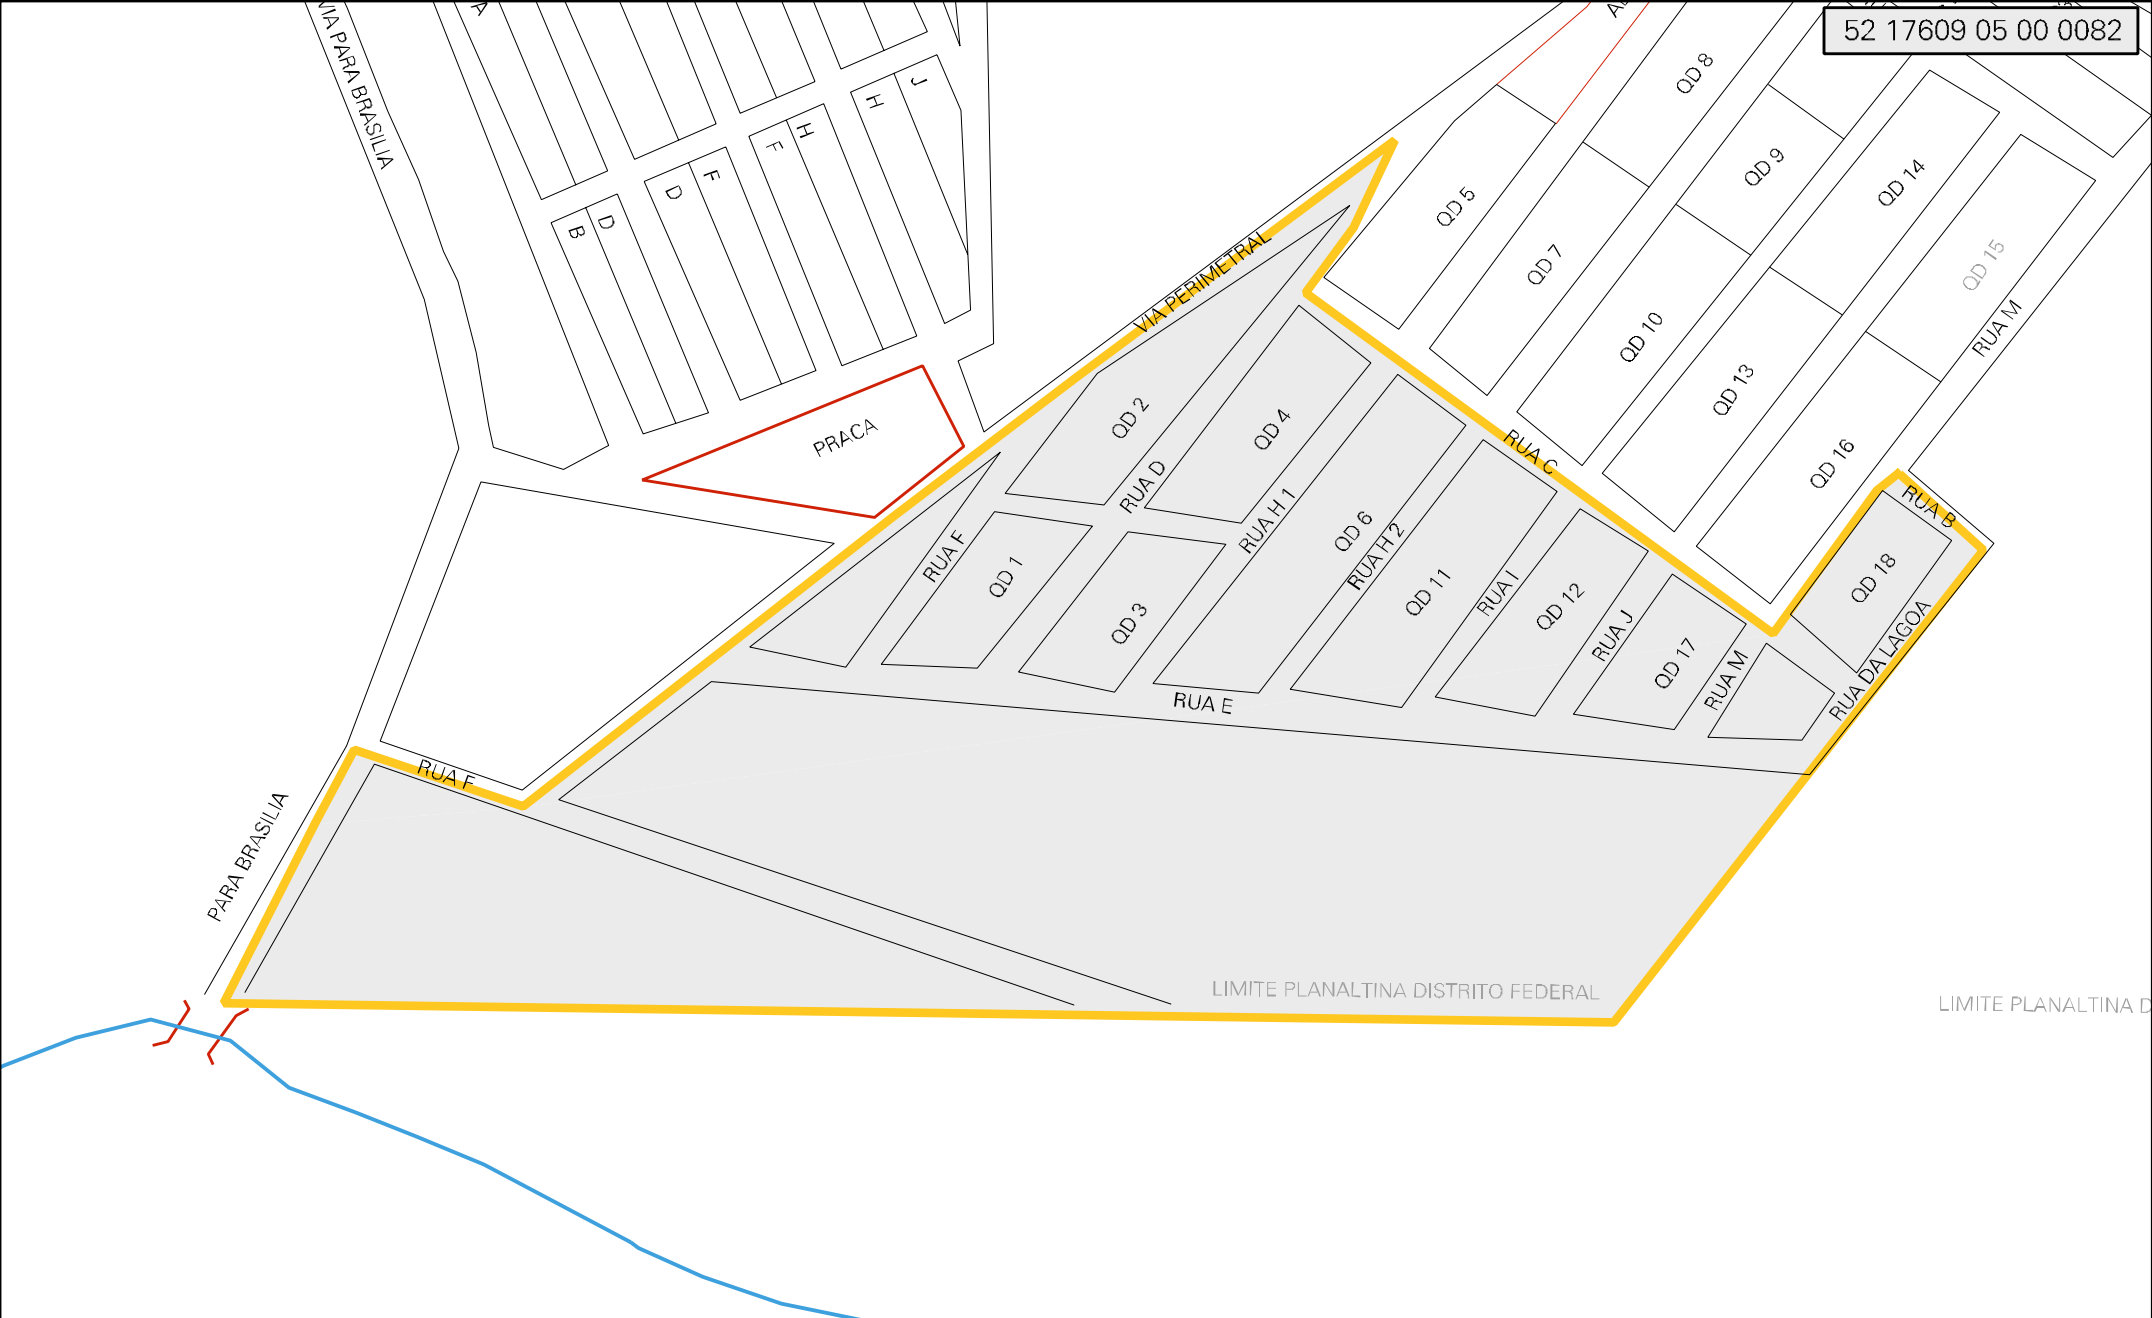 52 17609 05 00 0082
VIA PARA BRASILIA
A
J
H
H
F
F
D
D
B
QD 8
QD 9
QD 14
QD 5
QD 7
QD 15
QD 10
RUA M
QD 13
VIA PERIMETRAL
PRACA
QD 2
QD 4
RUA C
QD 16
RUA D
RUA B
RUA H 1
QD 6
RUA F
RUA H 2
QD 1
QD 11
RUA I
QD 12
QD 18
QD 3
RUA J
QD 17
RUA M
RUA DA LAGOA
RUA E
RUA F
PARA BRASILIA
LIMITE PLANALTINA DISTRITO FEDERAL
LIMITE PLANALTINA D